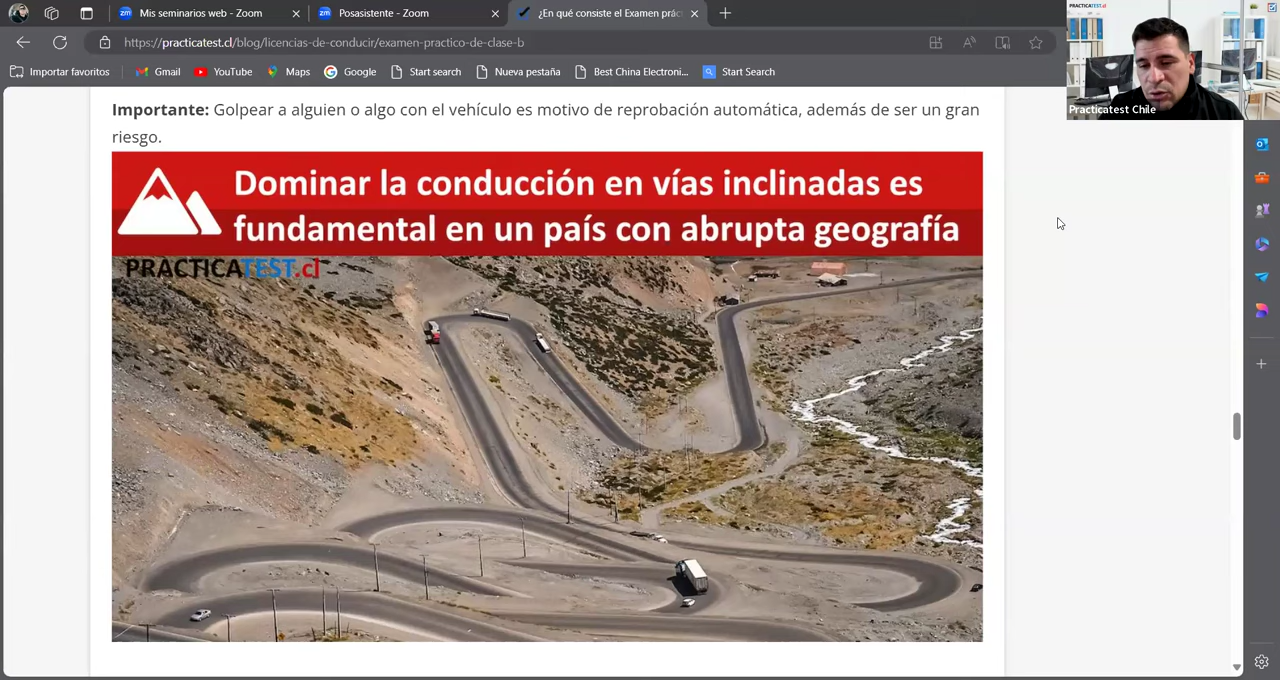 Mis seminarios web - Zoom
Posasistente - Zoom
¿En qué consiste el Examen prác
https://practicatest.cl/blog/licencias-de-conducir/examen-practico-de-clase-b
Importar favoritos
Gmail
YouTube
Maps
Google
Start search
Nueva pestaña
Best China Electroni...
Start Search
PRACTICATEST.cl
Practicatest Chile
Importante: Golpear a alguien o algo con el vehículo es motivo de reprobación automática, además de ser un gran
riesgo.
Dominar la conducción en vías inclinadas es
fundamental en un país con abrupta geografía
PRACTICATEST.cl